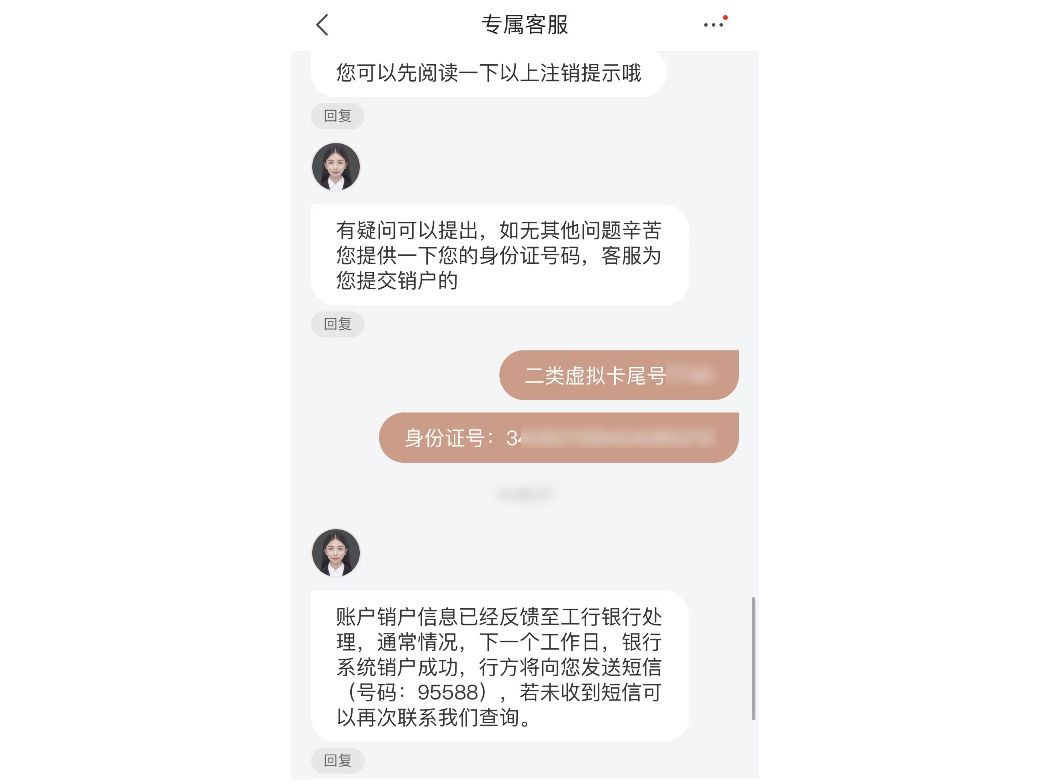 专属客服
您可以先阅读一下以上注销提示哦
回复
有疑问可以提出，如无其他问题辛苦
您提供一下您的身份证号码，客服为
您提交销户的
回复
二类虚拟卡尾号
身份证号：34
账户销户信息已经反馈至工行银行处
理，通常情况，下一个工作日，银行
系统销户成功，行方将向您发送短信
（号码：95588），若未收到短信可
以再次联系我们查询。
回复